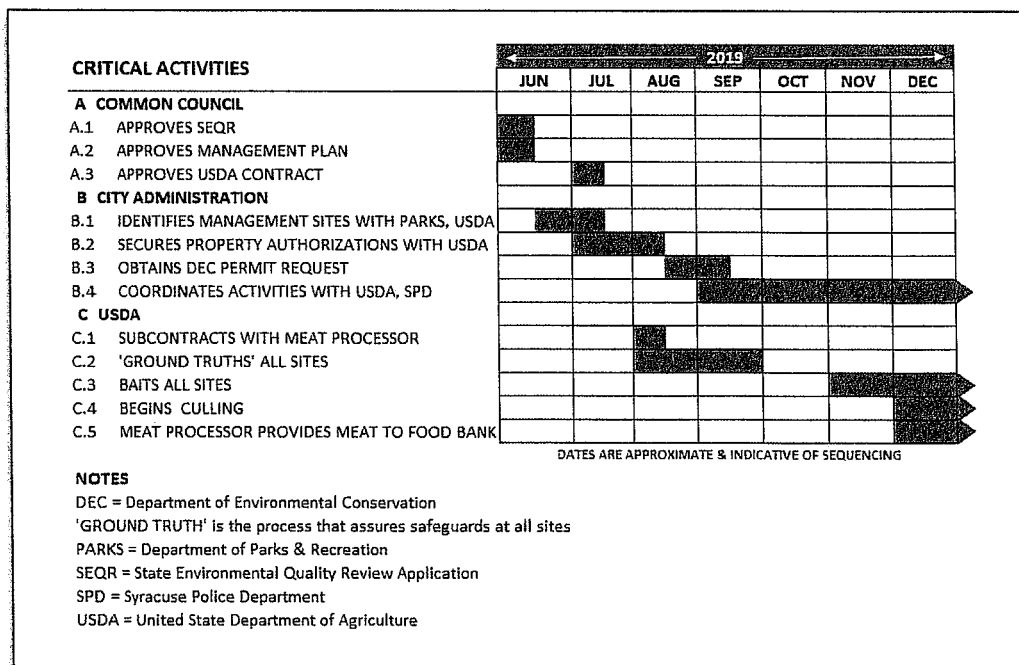 2019
CRITICAL ACTIVITIES
JUN JUL AUG SEP OCT NOV DEC
A COMMON COUNCIL
A.1 APPROVES SEQR
A.2 APPROVES MANAGEMENT PLAN
A.3 APPROVES USDA CONTRACT
B CITY ADMINISTRATION
B.1 IDENTIFIES MANAGEMENT SITES WITH PARKS, USDA
B.2 SECURES PROPERTY AUTHORIZATIONS WITH USDA
B.3 OBTAINS DEC PERMIT REQUEST
B.4 COORDINATES ACTIVITIES WITH USDA, SPD
C USDA
C.1 SUBCONTRACTS WITH MEAT PROCESSOR
C.2 'GROUND TRUTHS' ALL SITES
C.3 BAITS ALL SITES
C.4 BEGINS CULLING
C.5 MEAT PROCESSOR PROVIDES MEAT TO FOOD BANK
DATES ARE APPROXIMATE & INDICATIVE OF SEQUENCING
NOTES
DEC = Department of Environmental Conservation
'GROUND TRUTH' is the process that assures safeguards at all sites
PARKS = Department of Parks & Recreation
SEQR = State Environmental Quality Review Application
SPD = Syracuse Police Department
USDA = United State Department of Agriculture